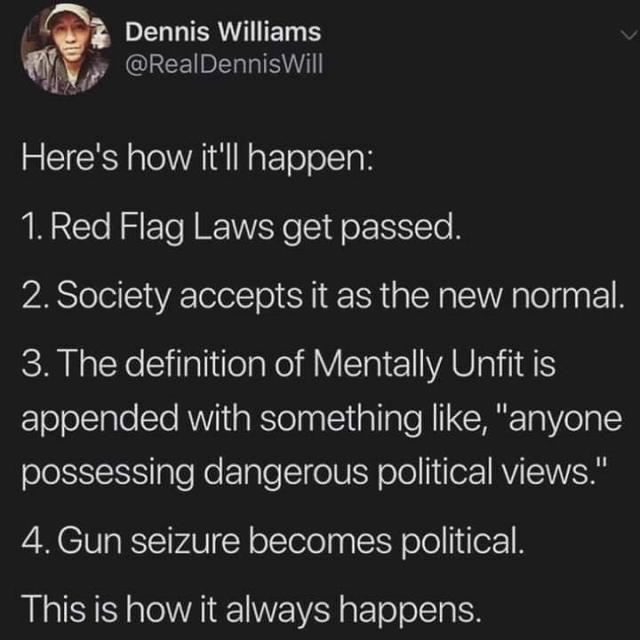 Dennis Williams
@RealDennisWill
Here's how it'll happen:
1. Red Flag Laws get passed.
2. Society accepts it as the new normal.
3. The definition of Mentally Unfit is
appended with something like, "anyone
possessing dangerous political views."
4. Gun seizure becomes political.
This is how it always happens.